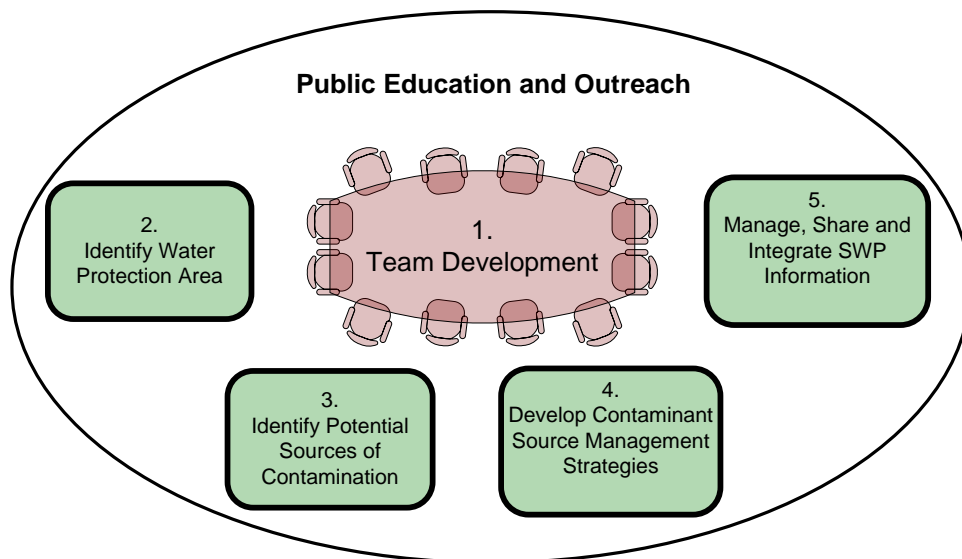 Public Education and Outreach
1.
Team Development
2.
Identify Water
Protection Area
3.
Identify Potential
Sources of
Contamination
4.
Develop Contaminant
Source Management
Strategies
5.
Manage, Share and
Integrate SWP
Information